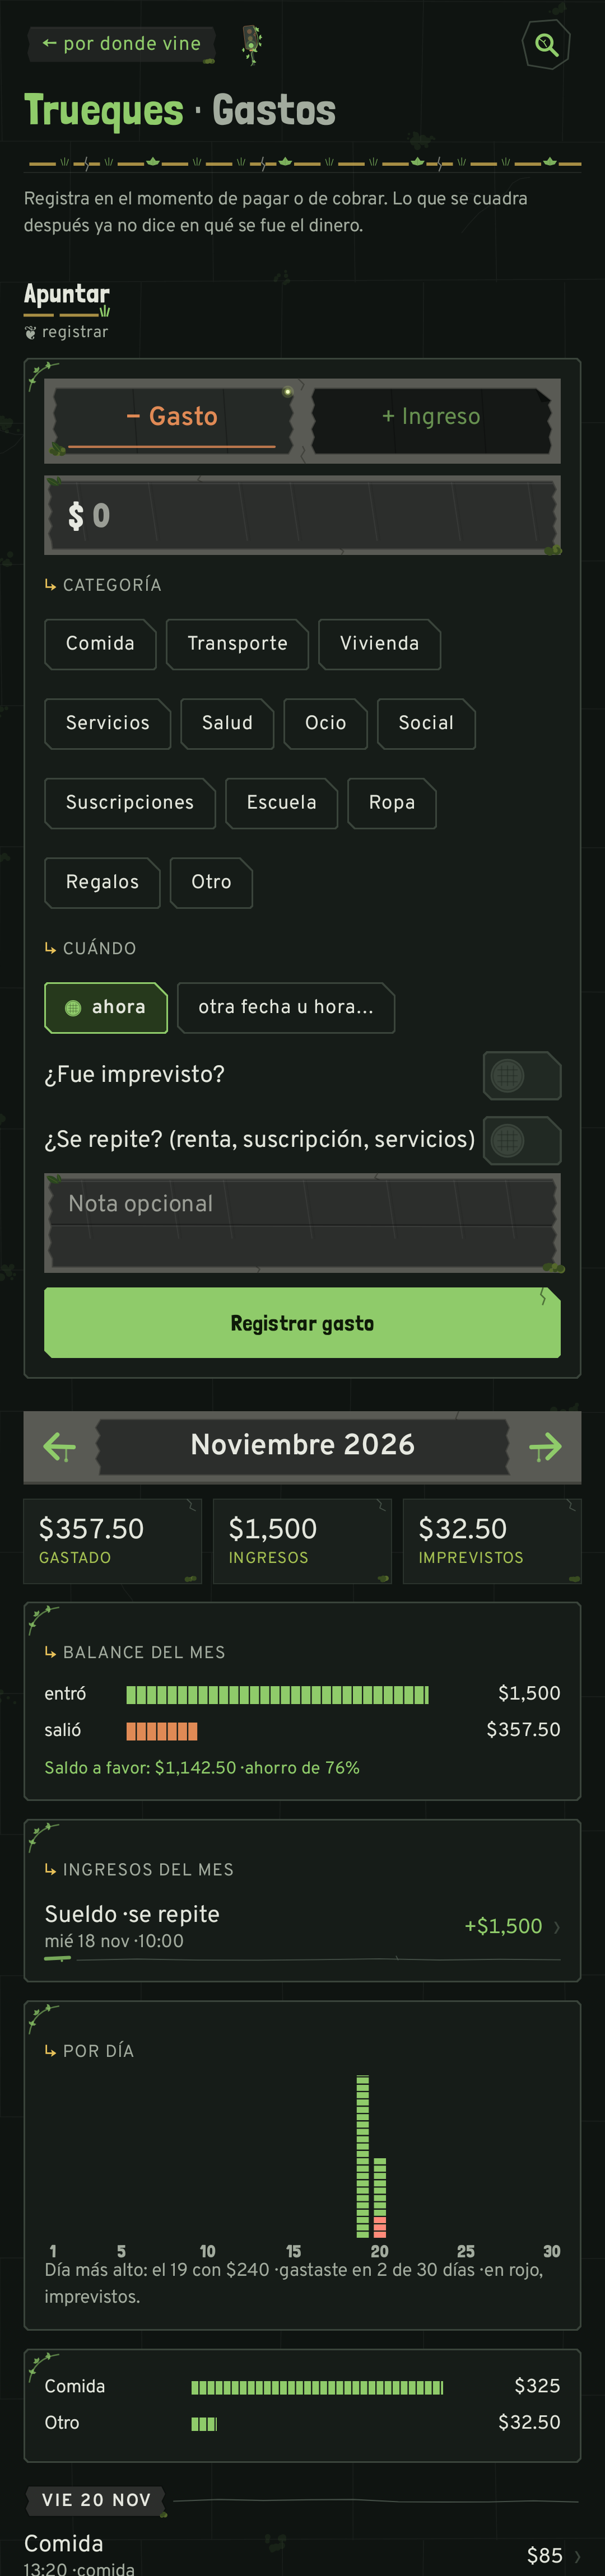 ← por donde vine
Trueques · Gastos
Registra en el momento de pagar o de cobrar. Lo que se cuadra
después ya no dice en qué se fue el dinero.
Apuntar
❦ registrar
− Gasto
+ Ingreso
$ 0
↳ CATEGORÍA
Comida Transporte Vivienda
Servicios Salud Ocio Social
Suscripciones Escuela Ropa
Regalos Otro
↳ CUÁNDO
ahora otra fecha u hora...
¿Fue imprevisto?
¿Se repite? (renta, suscripción, servicios)
Nota opcional
Registrar gasto
← Noviembre 2026 →
$357.50 $1,500 $32.50
GASTADO INGRESOS IMPREVISTOS
↳ BALANCE DEL MES
entró $1,500
salió $357.50
Saldo a favor: $1,142.50 ·ahorro de 76%
↳ INGRESOS DEL MES
Sueldo ·se repite
+$1,500 ›
mié 18 nov ·10:00
↳ POR DÍA
1 5 10 15 20 25 30
Día más alto: el 19 con $240 ·gastaste en 2 de 30 días ·en rojo,
imprevistos.
Comida $325
Otro $32.50
VIE 20 NOV
Comida
$85 ›
13:20 ·comida